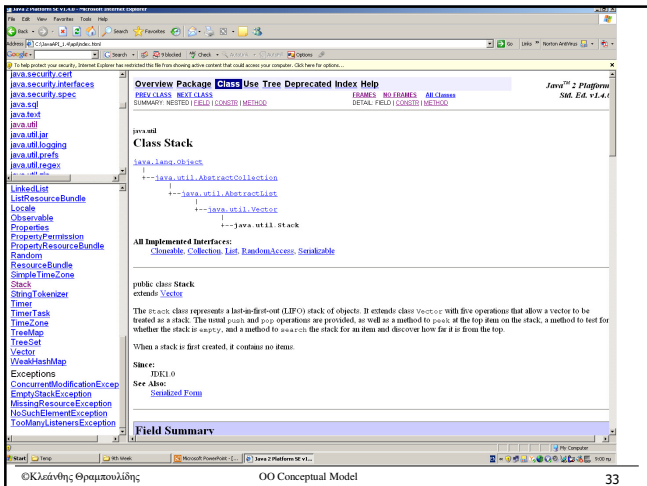 Java 2 Platform SE v1.4.0 - Microsoft Internet Explorer
File Edit View Favorites Tools Help
Back Search Favorites
Address C:\JavaAPI_1.4\api\index.html Go Links Norton AntiVirus
Google Search 9 blocked Check AutoLink AutoFill Options
To help protect your security, Internet Explorer has restricted this file from showing active content that could access your computer. Click here for options...
java.security.cert
java.security.interfaces
java.security.spec
java.sql
java.text
java.util
java.util.jar
java.util.logging
java.util.prefs
java.util.regex
LinkedList
ListResourceBundle
Locale
Observable
Properties
PropertyPermission
PropertyResourceBundle
Random
ResourceBundle
SimpleTimeZone
Stack
StringTokenizer
Timer
TimerTask
TimeZone
TreeMap
TreeSet
Vector
WeakHashMap
Exceptions
ConcurrentModificationExcep
EmptyStackException
MissingResourceException
NoSuchElementException
TooManyListenersException
Overview Package Class Use Tree Deprecated Index Help
Java™ 2 Platform
Std. Ed. v1.4.0
PREV CLASS NEXT CLASS
FRAMES NO FRAMES All Classes
SUMMARY: NESTED | FIELD | CONSTR | METHOD
DETAIL: FIELD | CONSTR | METHOD
java.util
Class Stack
java.lang.Object
|
+--java.util.AbstractCollection
|
+--java.util.AbstractList
|
+--java.util.Vector
|
+--java.util.Stack
All Implemented Interfaces:
Cloneable, Collection, List, RandomAccess, Serializable
public class Stack
extends Vector
The Stack class represents a last-in-first-out (LIFO) stack of objects. It extends class Vector with five operations that allow a vector to be
treated as a stack. The usual push and pop operations are provided, as well as a method to peek at the top item on the stack, a method to test for
whether the stack is empty, and a method to search the stack for an item and discover how far it is from the top.
When a stack is first created, it contains no items.
Since:
JDK1.0
See Also:
Serialized Form
Field Summary
My Computer
Start Temp 9th Week Microsoft PowerPoint - [... Java 2 Platform SE v1... 9:00 πμ
©Κλεάνθης Θραμπουλίδης
OO Conceptual Model
33